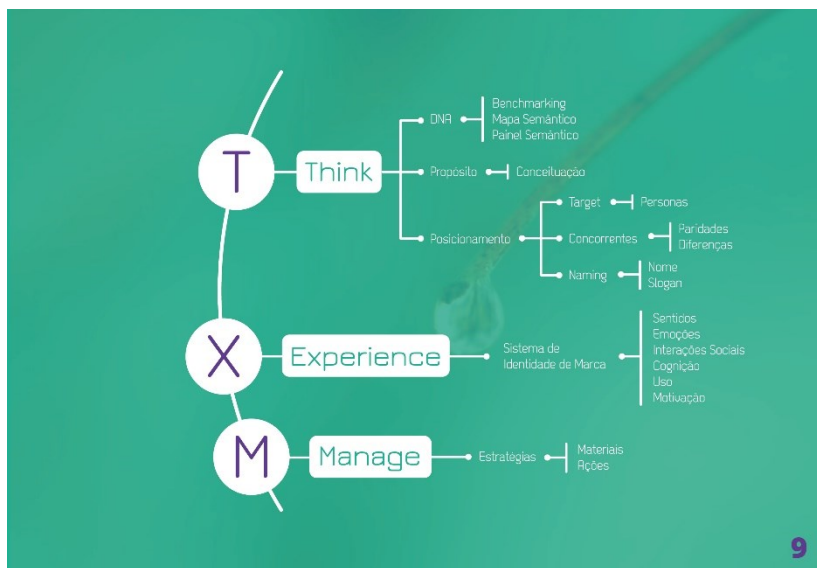 T
Think
DNA
Benchmarking
Mapa Semântico
Painel Semântico
Propósito
Conceituação
Posicionamento
Target
Personas
Concorrentes
Paridades
Diferenças
Naming
Nome
Slogan
X
Experience
Sistema de
Identidade de Marca
Sentidos
Emoções
Interações Sociais
Cognição
Uso
Motivação
M
Manage
Estratégias
Materiais
Ações
9